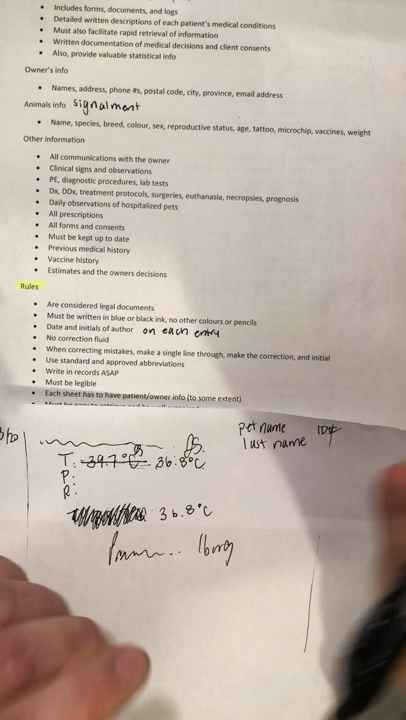 • Includes forms, documents, and logs
• Detailed written descriptions of each patient's medical conditions
• Must also facilitate rapid retrieval of information
• Written documentation of medical decisions and client consents
• Also, provide valuable statistical info
Owner's info
• Names, address, phone #s, postal code, city, province, email address
Animals info signalment
• Name, species, breed, colour, sex, reproductive status, age, tattoo, microchip, vaccines, weight
Other information
• All communications with the owner
• Clinical signs and observations
• PE, diagnostic procedures, lab tests
• Dx, DDx, treatment protocols, surgeries, euthanasia, necropsies, prognosis
• Daily observations of hospitalized pets
• All prescriptions
• All forms and consents
• Must be kept up to date
• Previous medical history
• Vaccine history
• Estimates and the owners decisions
Rules
• Are considered legal documents
• Must be written in blue or black ink, no other colours or pencils
• Date and initials of author on each entry
• No correction fluid
• When correcting mistakes, make a single line through, make the correction, and initial
• Use standard and approved abbreviations
• Write in records ASAP
• Must be legible
• Each sheet has to have patient/owner info (to some extent)
pet name ID#
last name
T: 36.8°C
P:
R:
36.8°C